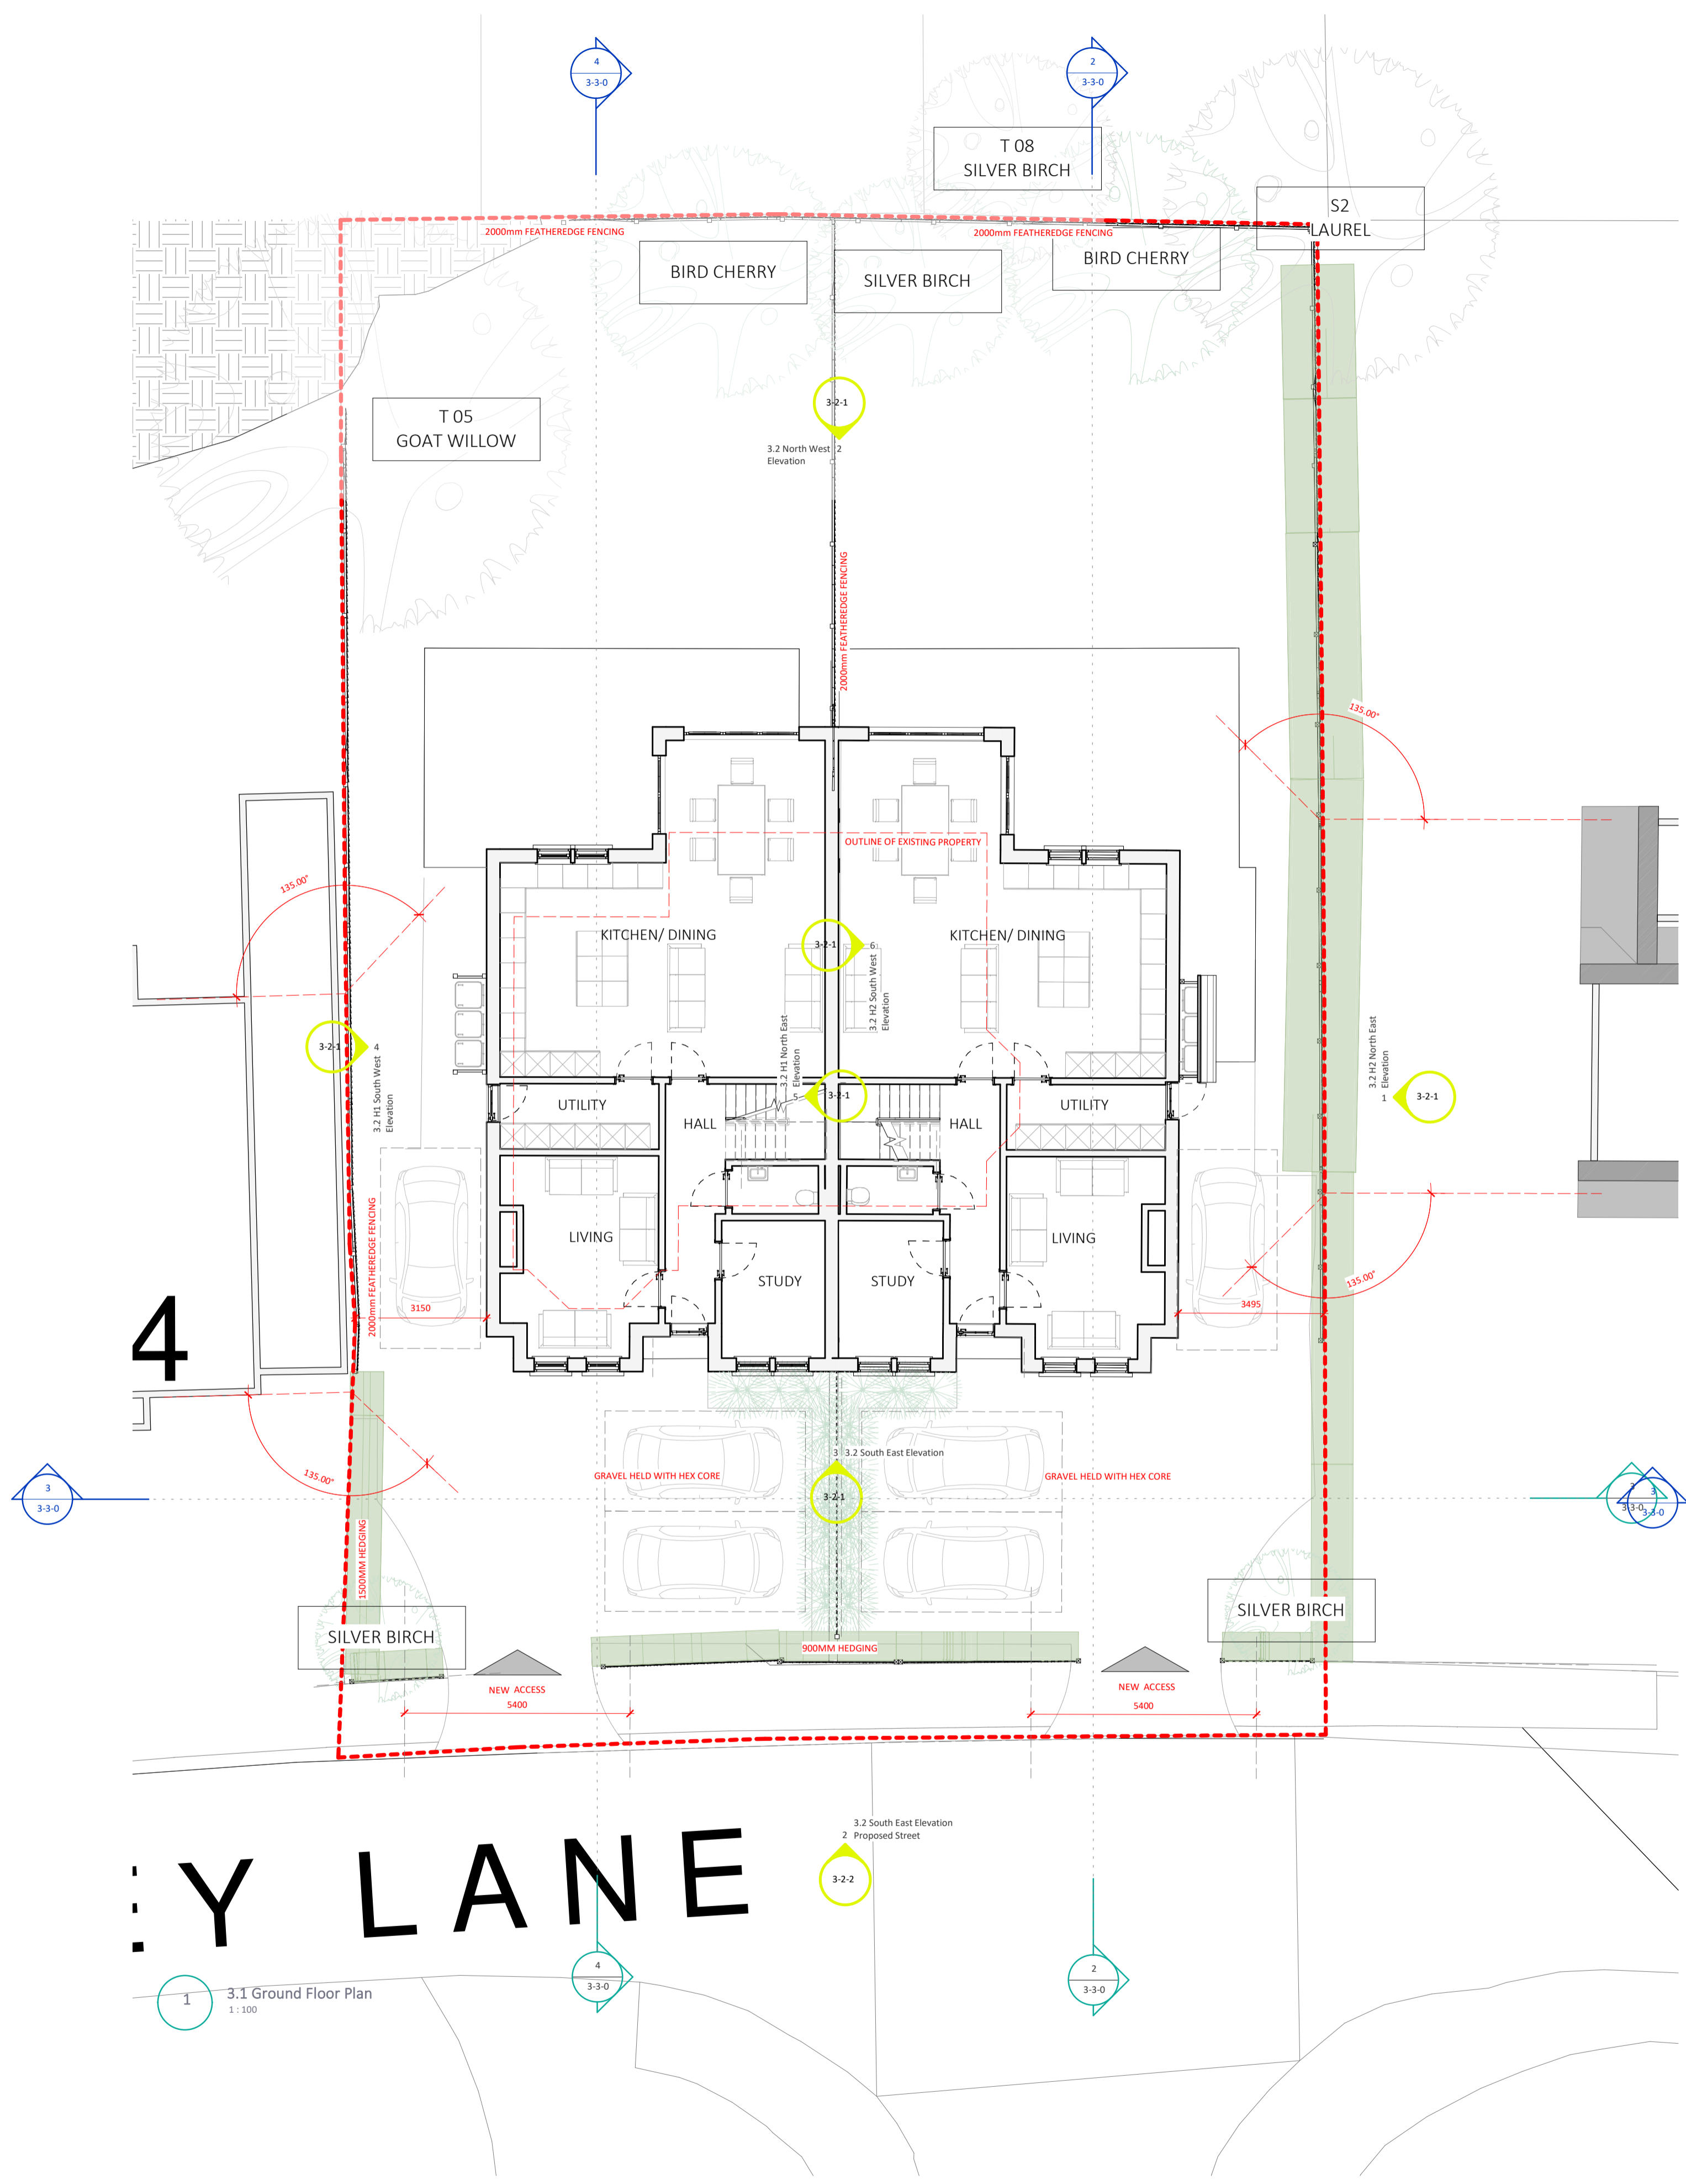 4
3-3-0
2
3-3-0
T 08
SILVER BIRCH
S2
LAUREL
2000mm FEATHEREDGE FENCING
2000mm FEATHEREDGE FENCING
BIRD CHERRY
SILVER BIRCH
BIRD CHERRY
T 05
GOAT WILLOW
3-2-1
3.2 North West
Elevation
2
2000mm FEATHEREDGE FENCING
135.00°
OUTLINE OF EXISTING PROPERTY
135.00°
KITCHEN/ DINING
KITCHEN/ DINING
3-2-1
6
3.2 H2 South West
Elevation
3-2-1
4
3.2 H1 South West
Elevation
3.2 H1 North East
Elevation
5
3-2-1
3.2 H2 North East
Elevation
1
3-2-1
UTILITY
HALL
HALL
UTILITY
2000mm FEATHEREDGE FENCING
LIVING
LIVING
STUDY
STUDY
135.00°
3150
3495
4
3
3.2 South East Elevation
GRAVEL HELD WITH HEX CORE
GRAVEL HELD WITH HEX CORE
135.00°
3
3-3-0
3-2-1
3
3-3-0
3
3-3-0
1500MM HEDGING
SILVER BIRCH
SILVER BIRCH
900MM HEDGING
NEW ACCESS
5400
NEW ACCESS
5400
3.2 South East Elevation
Proposed Street
2
3-2-2
EY LANE
4
3-3-0
2
3-3-0
1
3.1 Ground Floor Plan
1 : 100